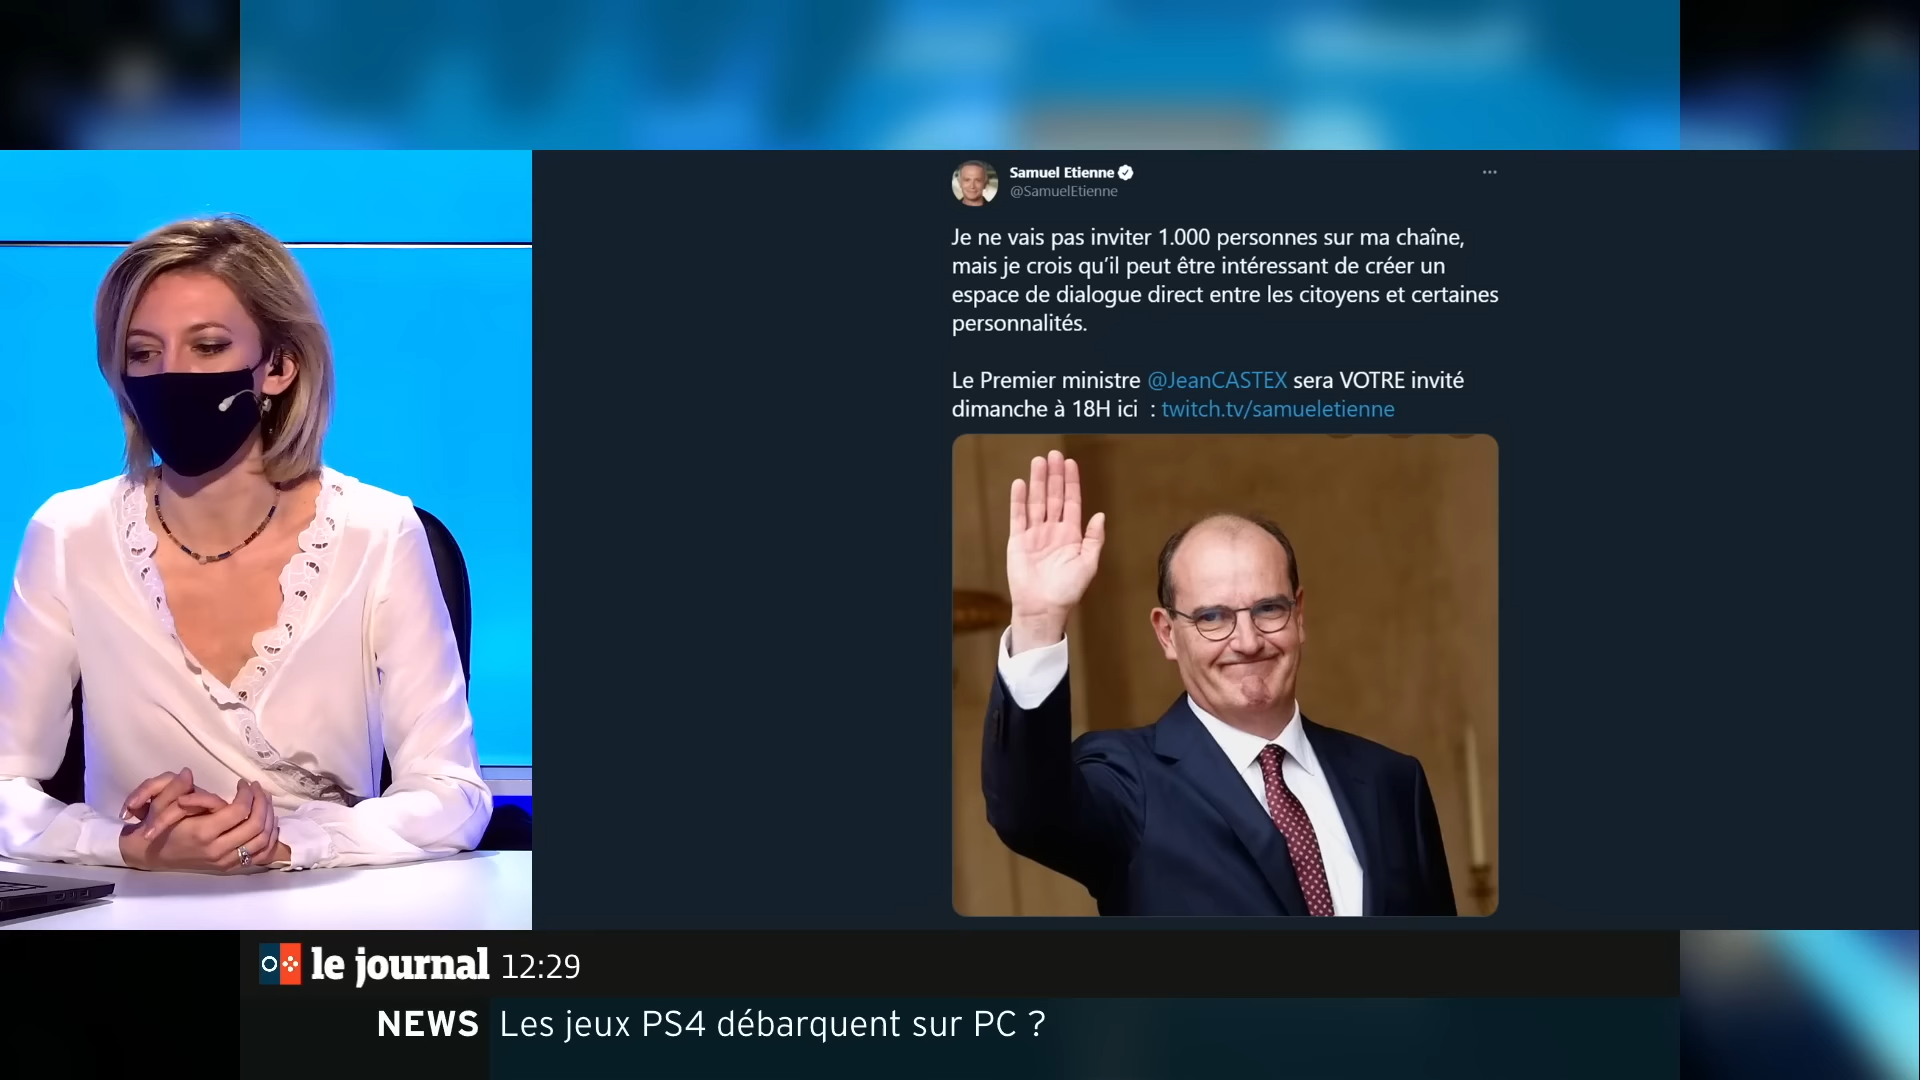 Samuel Etienne
@SamuelEtienne
Je ne vais pas inviter 1.000 personnes sur ma chaîne,
mais je crois qu'il peut être intéressant de créer un
espace de dialogue direct entre les citoyens et certaines
personnalités.
Le Premier ministre @JeanCASTEX sera VOTRE invité
dimanche à 18H ici : twitch.tv/samueletienne
le journal 12:29
NEWS Les jeux PS4 débarquent sur PC ?